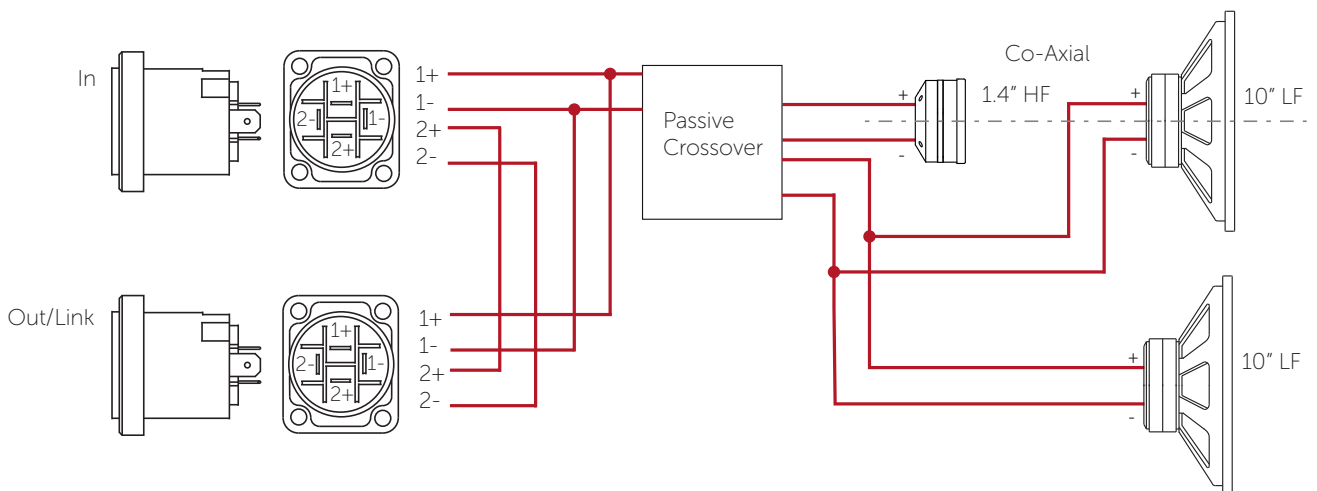 In
1+
2-
1-
2+
1+
1-
2+
2-
Passive
Crossover
+
-
1.4” HF
Co-Axial
+
-
10” LF
Out/Link
1+
2-
1-
2+
1+
1-
2+
2-
+
-
10” LF